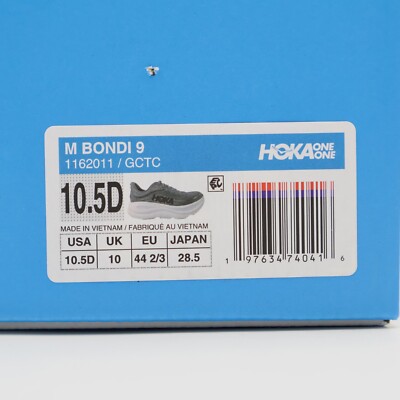 M BONDI 9
1162011 / GCTC
HOKA ONE ONE
10.5D
MADE IN VIETNAM / FABRIQUÉ AU VIETNAM
USA UK EU JAPAN
10.5D 10 44 2/3 28.5
1 97634 74041 6